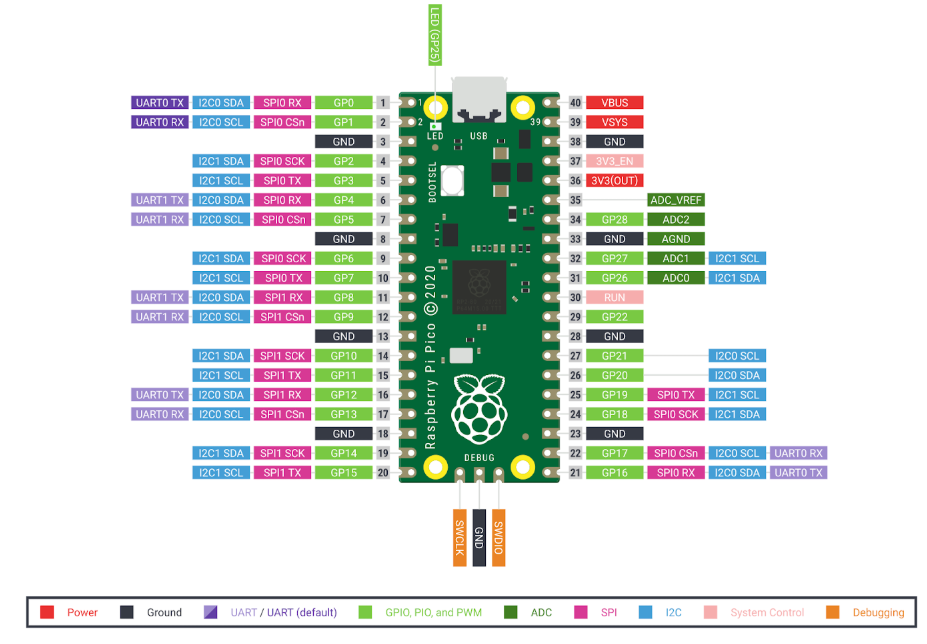 LED (GP25)
UART0 TX I2C0 SDA SPI0 RX GP0 1 1 40 VBUS
UART0 RX I2C0 SCL SPI0 CSn GP1 2 2 LED USB 39 39 VSYS
GND 3 38 GND
I2C1 SDA SPI0 SCK GP2 4 37 3V3_EN
I2C1 SCL SPI0 TX GP3 5 36 3V3(OUT)
BOOTSEL
UART1 TX I2C0 SDA SPI0 RX GP4 6 35 ADC_VREF
UART1 RX I2C0 SCL SPI0 CSn GP5 7 34 GP28 ADC2
GND 8 33 GND AGND
I2C1 SDA SPI0 SCK GP6 9 32 GP27 ADC1 I2C1 SCL
I2C1 SCL SPI0 TX GP7 10 31 GP26 ADC0 I2C1 SDA
UART1 TX I2C0 SDA SPI1 RX GP8 11 30 RUN
UART1 RX I2C0 SCL SPI1 CSn GP9 12 29 GP22
GND 13 28 GND
Raspberry Pi Pico © 2020
I2C1 SDA SPI1 SCK GP10 14 27 GP21 I2C0 SCL
I2C1 SCL SPI1 TX GP11 15 26 GP20 I2C0 SDA
UART0 TX I2C0 SDA SPI1 RX GP12 16 25 GP19 SPI0 TX I2C1 SCL
UART0 RX I2C0 SCL SPI1 CSn GP13 17 24 GP18 SPI0 SCK I2C1 SDA
GND 18 23 GND
I2C1 SDA SPI1 SCK GP14 19 22 GP17 SPI0 CSn I2C0 SCL UART0 RX
DEBUG
I2C1 SCL SPI1 TX GP15 20 21 GP16 SPI0 RX I2C0 SDA UART0 TX
SWCLK GND SWDIO
Power Ground UART / UART (default) GPIO, PIO, and PWM ADC SPI I2C System Control Debugging